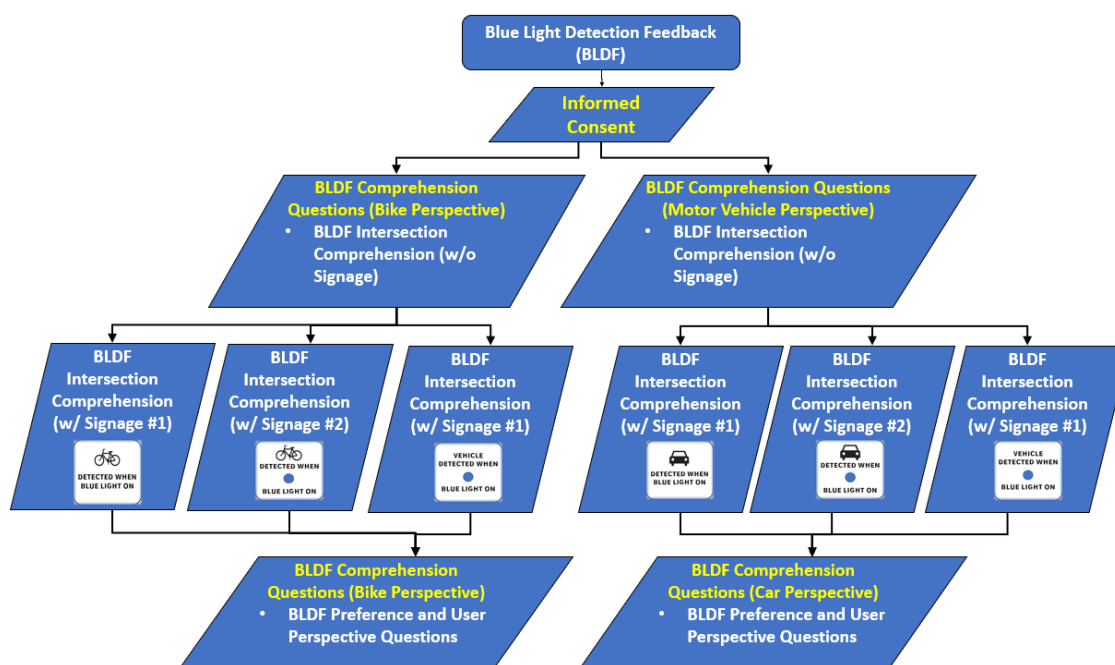 Blue Light Detection Feedback
(BLDF)
Informed
Consent
BLDF Comprehension
Questions (Bike Perspective)
• BLDF Intersection
Comprehension (w/o
Signage)
BLDF Comprehension Questions
(Motor Vehicle Perspective)
• BLDF Intersection
Comprehension (w/o
Signage)
BLDF
Intersection
Comprehension
(w/ Signage #1)
DETECTED WHEN
BLUE LIGHT ON
BLDF
Intersection
Comprehension
(w/ Signage #2)
DETECTED WHEN
BLUE LIGHT ON
BLDF
Intersection
Comprehension
(w/ Signage #1)
VEHICLE
DETECTED WHEN
BLUE LIGHT ON
BLDF
Intersection
Comprehension
(w/ Signage #1)
DETECTED WHEN
BLUE LIGHT ON
BLDF
Intersection
Comprehension
(w/ Signage #2)
DETECTED WHEN
BLUE LIGHT ON
BLDF
Intersection
Comprehension
(w/ Signage #1)
VEHICLE
DETECTED WHEN
BLUE LIGHT ON
BLDF Comprehension
Questions (Bike Perspective)
• BLDF Preference and User
Perspective Questions
BLDF Comprehension
Questions (Car Perspective)
• BLDF Preference and User
Perspective Questions